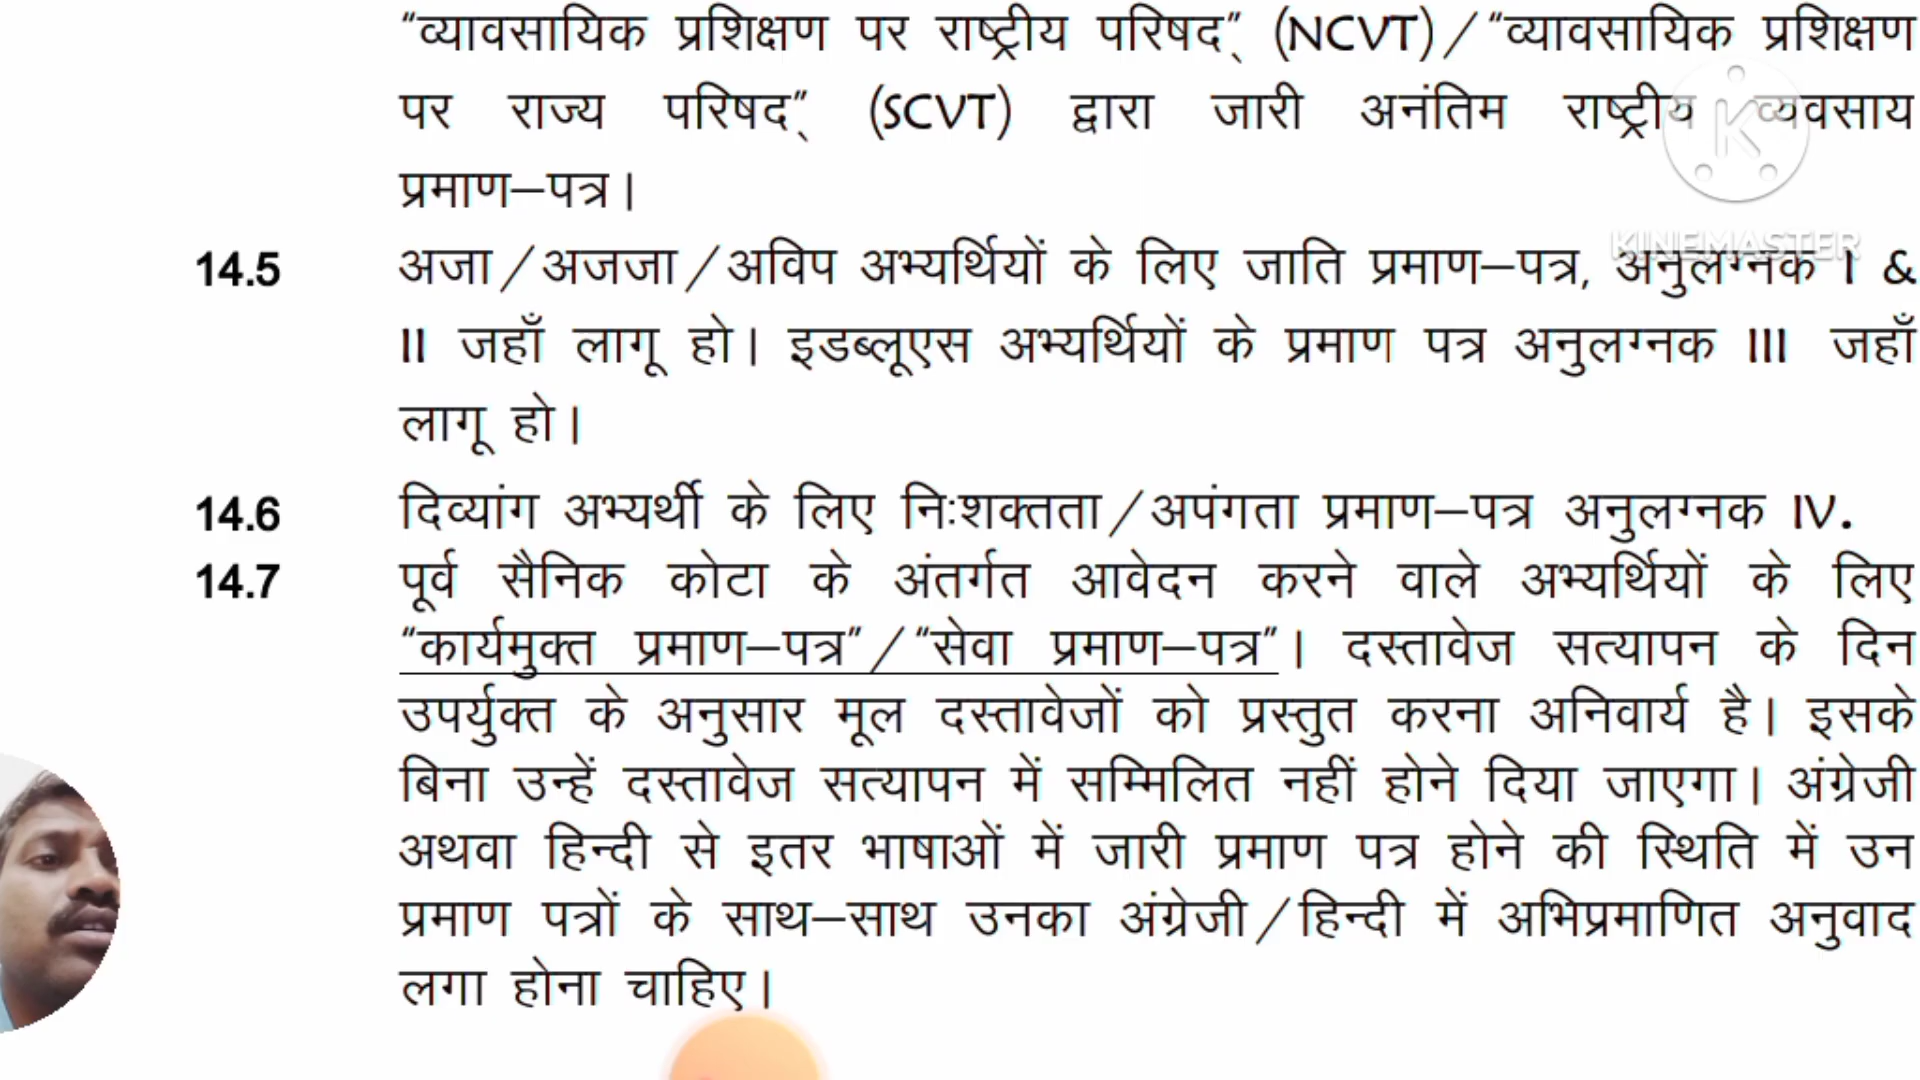 “व्यावसायिक प्रशिक्षण पर राष्ट्रीय परिषद्” (NCVT)/“व्यावसायिक प्रशिक्षण
पर राज्य परिषद्” (SCVT) द्वारा जारी अनंतिम राष्ट्रीय व्यवसाय
प्रमाण–पत्र।
KINEMASTER
14.5 अजा/अजजा/अविप अभ्यर्थियों के लिए जाति प्रमाण–पत्र, अनुलग्नक I &
II जहाँ लागू हो। इडब्लूएस अभ्यर्थियों के प्रमाण पत्र अनुलग्नक III जहाँ
लागू हो।
14.6 दिव्यांग अभ्यर्थी के लिए निःशक्तता/अपंगता प्रमाण–पत्र अनुलग्नक IV.
14.7 पूर्व सैनिक कोटा के अंतर्गत आवेदन करने वाले अभ्यर्थियों के लिए
“कार्यमुक्त प्रमाण–पत्र”/“सेवा प्रमाण–पत्र”। दस्तावेज सत्यापन के दिन
उपर्युक्त के अनुसार मूल दस्तावेजों को प्रस्तुत करना अनिवार्य है। इसके
बिना उन्हें दस्तावेज सत्यापन में सम्मिलित नहीं होने दिया जाएगा। अंग्रेजी
अथवा हिन्दी से इतर भाषाओं में जारी प्रमाण पत्र होने की स्थिति में उन
प्रमाण पत्रों के साथ–साथ उनका अंग्रेजी/हिन्दी में अभिप्रमाणित अनुवाद
लगा होना चाहिए।